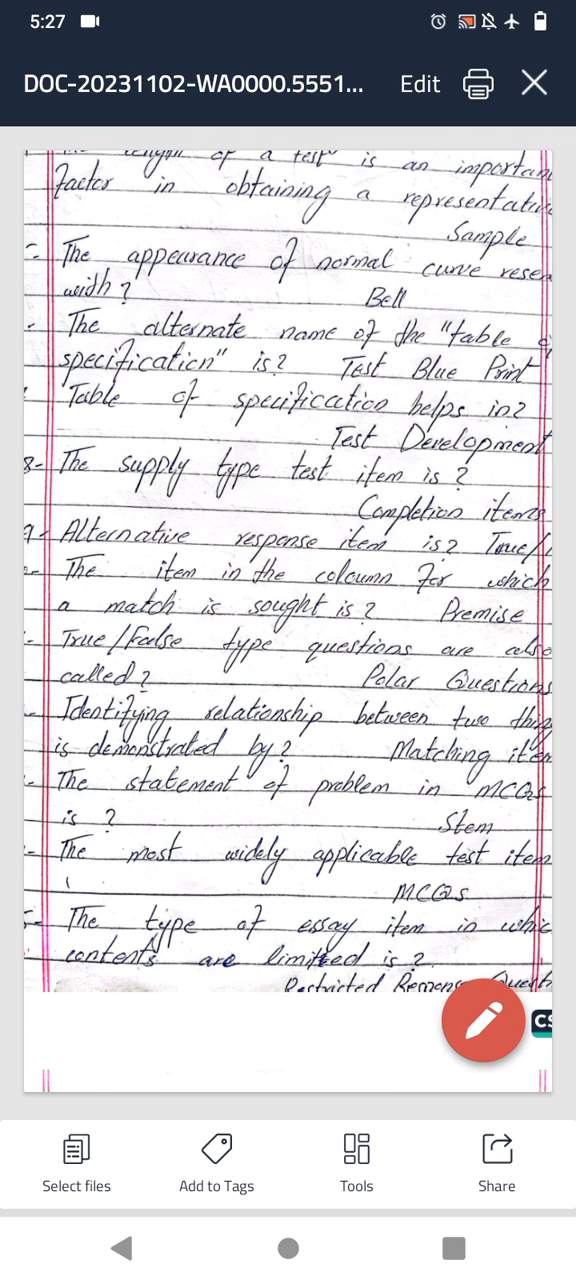 5:27
DOC-20231102-WA0000.5551... Edit
of a test is an
factor in obtaining a
Sample
The appearance of normal curve
with? Bell
The alternate name of the "table
specification" is? Test Blue Print
Table of specification helps in?
Test Development
8- The supply type test item is?
Completion items
9- Alternative response item is? True/
The item in the coloumn for which
a match is sought is? Premise
True/False type questions are also
called? Polar Questions
Identifying relationship between two
is demonstrated by? Matching
The statement of problem in MCQs
is? Stem
The most widely applicable test item
MCQs
The type of essay item in
contents are limited is?
Restricted
CS
Select files Add to Tags Tools Share